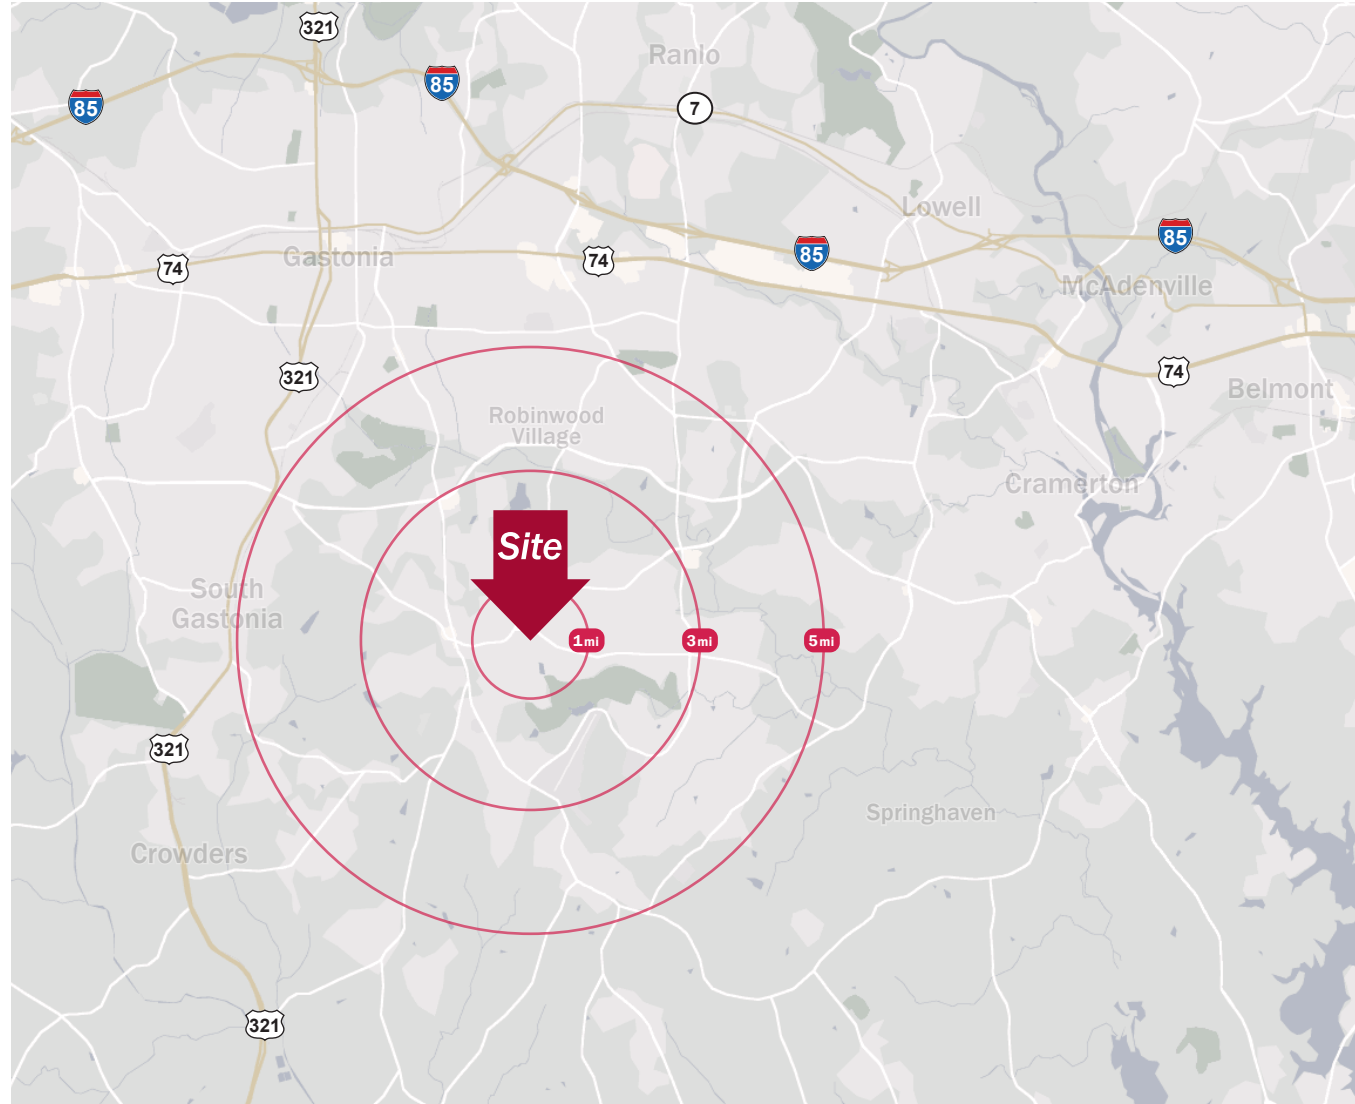 321
Ranlo
85
85
7
Lowell
85
85
Gastonia
74
74
McAdenville
321
74
Belmont
Robinwood
Village
Cramerton
Site
South
Gastonia
1mi
3mi
5mi
321
Springhaven
Crowders
321